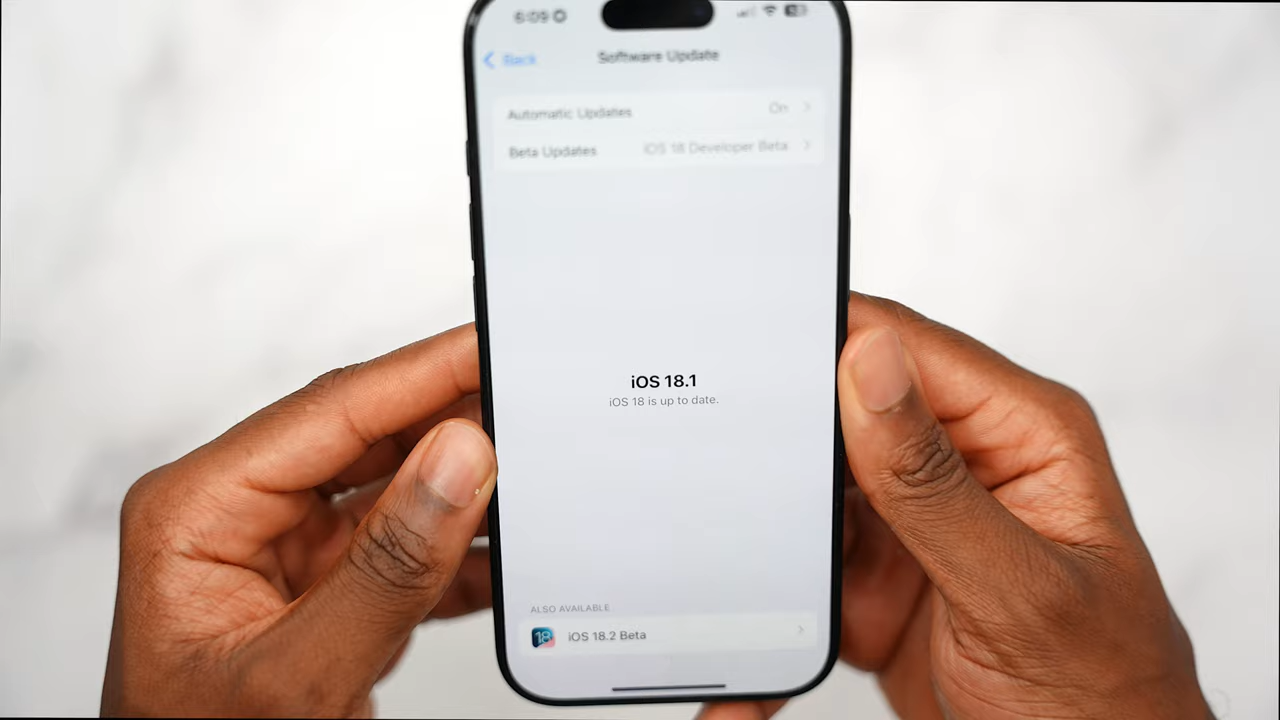 6:09
Back
Software Update
Automatic Updates On
Beta Updates iOS 18 Developer Beta
iOS 18.1
iOS 18 is up to date.
ALSO AVAILABLE
18 iOS 18.2 Beta